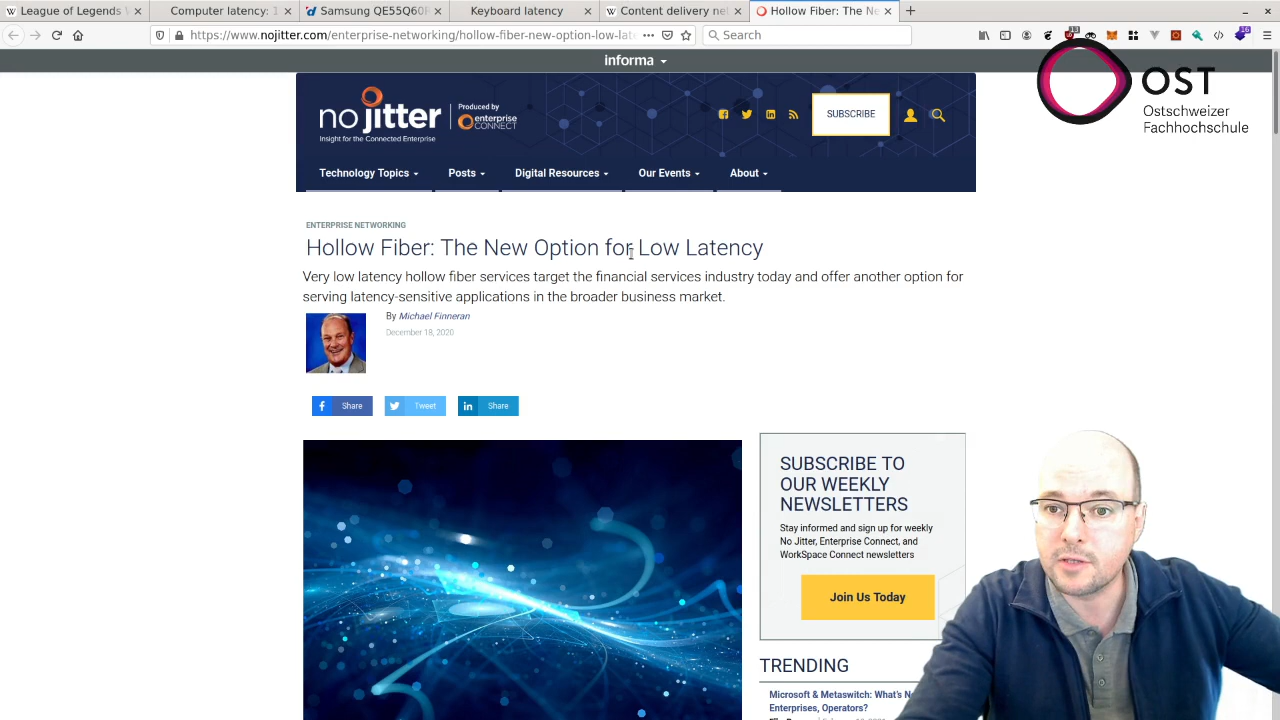 League of Legends
Computer latency: 1
Samsung QE55Q60
Keyboard latency
Content delivery ne
Hollow Fiber: The Ne
https://www.nojitter.com/enterprise-networking/hollow-fiber-new-option-low-late
Search
informa
OST
Ostschweizer
Fachhochschule
no jitter
Insight for the Connected Enterprise
Produced by
enterprise
CONNECT
SUBSCRIBE
Technology Topics
Posts
Digital Resources
Our Events
About
ENTERPRISE NETWORKING
Hollow Fiber: The New Option for Low Latency
Very low latency hollow fiber services target the financial services industry today and offer another option for
serving latency-sensitive applications in the broader business market.
By Michael Finneran
December 18, 2020
Share
Tweet
Share
SUBSCRIBE TO
OUR WEEKLY
NEWSLETTERS
Stay informed and sign up for weekly
No Jitter, Enterprise Connect, and
WorkSpace Connect newsletters
Join Us Today
TRENDING
Microsoft & Metaswitch: What's N
Enterprises, Operators?